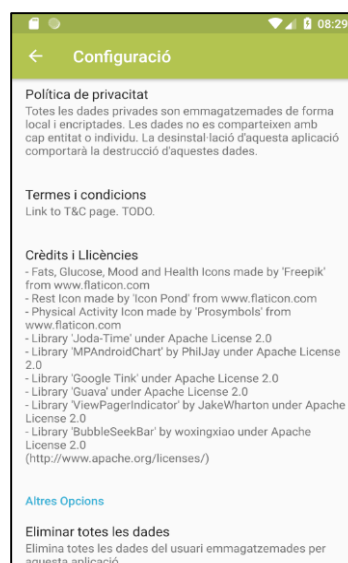 08:29
Configuració
Política de privacitat
Totes les dades privades son emmagatzemades de forma
local i encriptades. Les dades no es comparteixen amb
cap entitat o individu. La desinstal·lació d'aquesta aplicació
comportarà la destrucció d'aquestes dades.
Termes i condicions
Link to T&C page. TODO.
Crèdits i Llicències
- Fats, Glucose, Mood and Health Icons made by 'Freepik'
from www.flaticon.com
- Rest Icon made by 'Icon Pond' from www.flaticon.com
- Physical Activity Icon made by 'Prosymbols' from
www.flaticon.com
- Library 'Joda-Time' under Apache License 2.0
- Library 'MPAndroidChart' by PhilJay under Apache License
2.0
- Library 'Google Tink' under Apache License 2.0
- Library 'Guava' under Apache License 2.0
- Library 'ViewPagerIndicator' by JakeWharton under Apache
License 2.0
- Library 'BubbleSeekBar' by woxingxiao under Apache
License 2.0
(http://www.apache.org/licenses/)
Altres Opcions
Eliminar totes les dades
Elimina totes les dades del usuari emmagatzemades per
aquesta aplicació